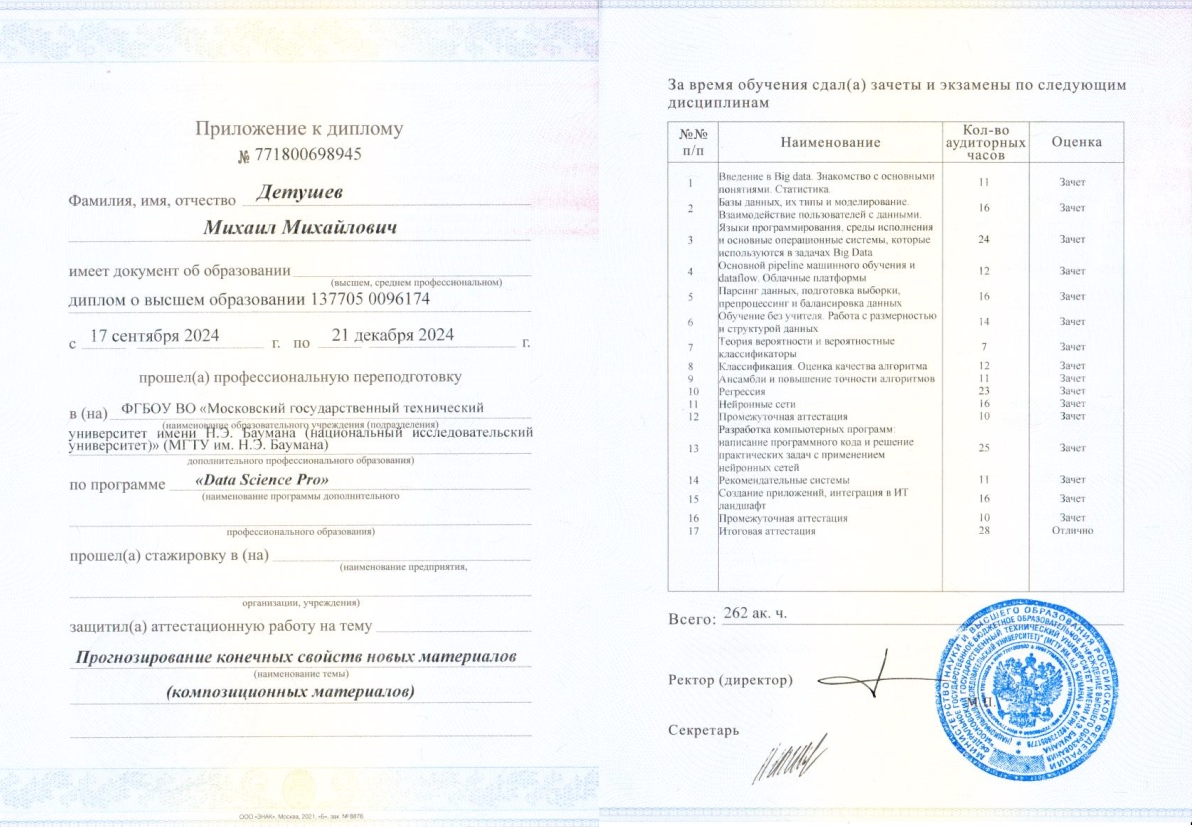 Приложение к диплому
№ 771800698945
Фамилия, имя, отчество Детушев
Михаил Михайлович
имеет документ об образовании
(высшем, среднем профессиональном)
диплом о высшем образовании 137705 0096174
с 17 сентября 2024 г. по 21 декабря 2024 г.
прошел(а) профессиональную переподготовку
в (на) ФГБОУ ВО «Московский государственный технический
(наименование образовательного учреждения (подразделения)
университет имени Н.Э. Баумана (национальный исследовательский
университет)» (МГТУ им. Н.Э. Баумана)
дополнительного профессионального образования)
по программе «Data Science Pro»
(наименование программы дополнительного
профессионального образования)
прошел(а) стажировку в (на)
(наименование предприятия,
организации, учреждения)
защитил(а) аттестационную работу на тему
Прогнозирование конечных свойств новых материалов
(наименование темы)
(композиционных материалов)
ООО «ЗНАК», Москва, 2021, «Б», зак. № 8876.
За время обучения сдал(а) зачеты и экзамены по следующим
дисциплинам
№№ п/п Наименование Кол-во аудиторных часов Оценка
1 Введение в Big data. Знакомство с основными 11 Зачет
понятиями. Статистика.
2 Базы данных, их типы и моделирование. 16 Зачет
Взаимодействие пользователей с данными.
3 Языки программирования, среды исполнения 24 Зачет
и основные операционные системы, которые
используются в задачах Big Data
4 Основной pipeline машинного обучения и 12 Зачет
dataflow. Облачные платформы
5 Парсинг данных, подготовка выборки, 16 Зачет
препроцессинг и балансировка данных
6 Обучение без учителя. Работа с размерностью 14 Зачет
и структурой данных
7 Теория вероятности и вероятностные 7 Зачет
классификаторы
8 Классификация. Оценка качества алгоритма 12 Зачет
9 Ансамбли и повышение точности алгоритмов 11 Зачет
10 Регрессия 23 Зачет
11 Нейронные сети 16 Зачет
12 Промежуточная аттестация 10 Зачет
13 Разработка компьютерных программ: 25 Зачет
написание программного кода и решение
практических задач с применением
нейронных сетей
14 Рекомендательные системы 11 Зачет
15 Создание приложений, интеграция в ИТ 16 Зачет
ландшафт
16 Промежуточная аттестация 10 Зачет
17 Итоговая аттестация 28 Отлично
Всего: 262 ак. ч.
Ректор (директор)
М.П.
Секретарь
МИНИСТЕРСТВО НАУКИ И ВЫСШЕГО ОБРАЗОВАНИЯ РОССИЙСКОЙ ФЕДЕРАЦИИ